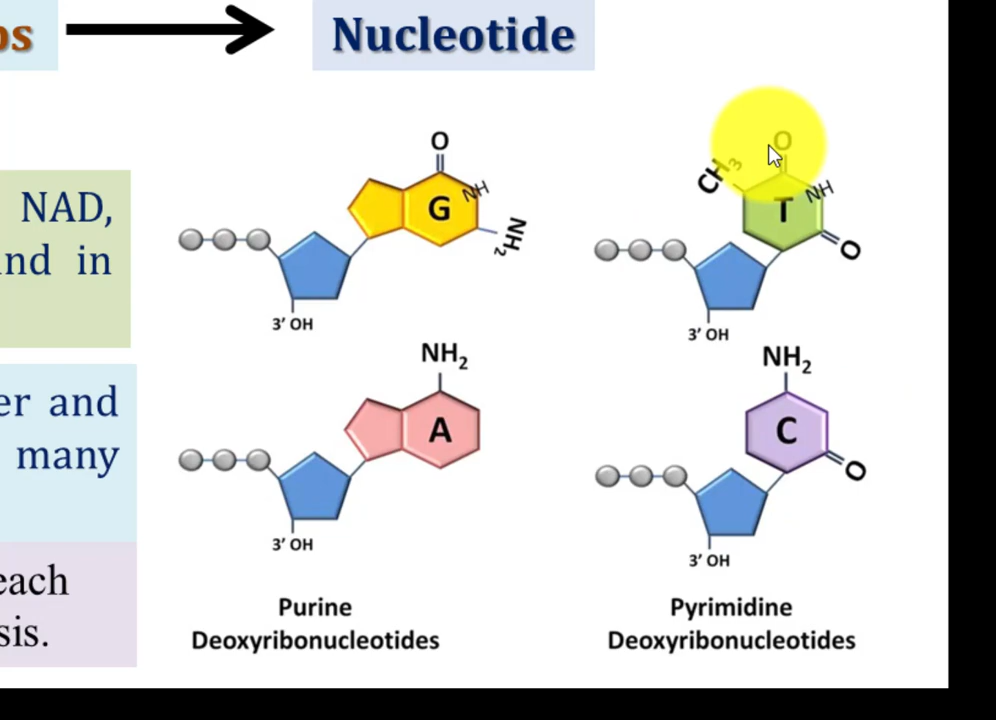 Nucleotide
NAD,
in
er and
many
O
G
NH
NH2
3' OH
O
CH3
T
NH
O
3' OH
NH2
A
3' OH
NH2
C
O
3' OH
Purine
Deoxyribonucleotides
Pyrimidine
Deoxyribonucleotides
each
sis.